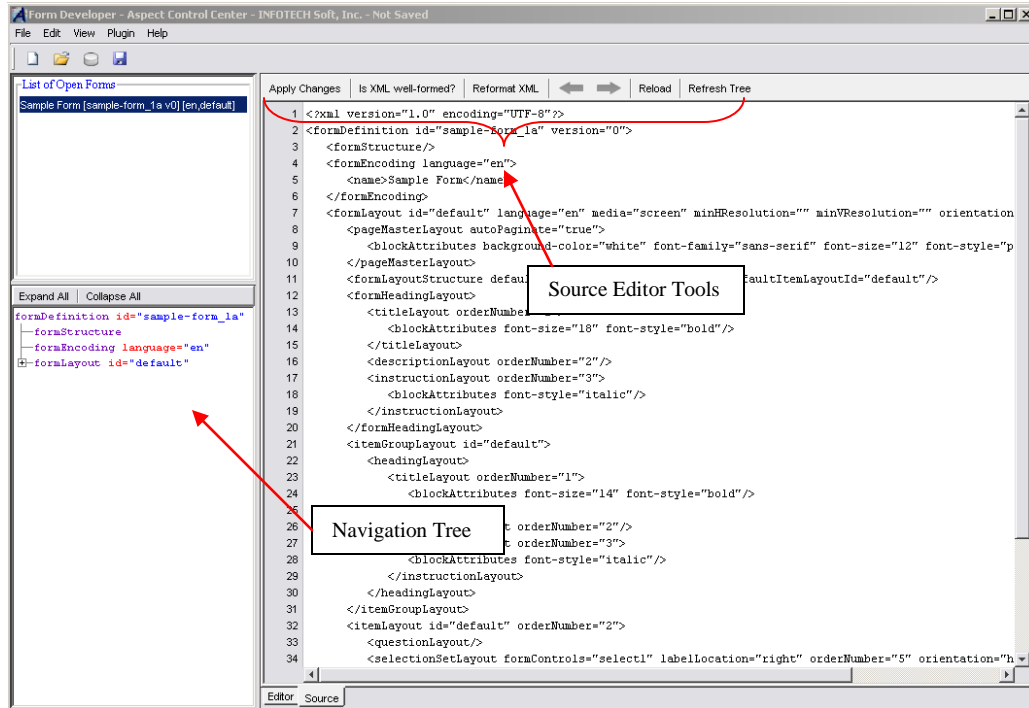 Form Developer - Aspect Control Center - INFOTECH Soft, Inc. - Not Saved
File Edit View Plugin Help
List of Open Forms
Sample Form [sample-form_1a v0] [en,default]
Expand All Collapse All
formDefinition id="sample-form_1a"
formStructure
formEncoding language="en"
formLayout id="default"
Apply Changes Is XML well-formed? Reformat XML Reload Refresh Tree
1 <?xml version="1.0" encoding="UTF-8"?>
2 <formDefinition id="sample-form_1a" version="0">
3 <formStructure/>
4 <formEncoding language="en">
5 <name>Sample Form</name>
6 </formEncoding>
7 <formLayout id="default" language="en" media="screen" minHResolution="" minVResolution="" orientation
8 <pageMasterLayout autoPaginate="true">
9 <blockAttributes background-color="white" font-family="sans-serif" font-size="12" font-style="p
10 </pageMasterLayout>
11 <formLayoutStructure defau faultItemLayoutId="default"/>
12 <formHeadingLayout>
13 <titleLayout orderNumber=
14 <blockAttributes font-size="18" font-style="bold"/>
15 </titleLayout>
16 <descriptionLayout orderNumber="2"/>
17 <instructionLayout orderNumber="3">
18 <blockAttributes font-style="italic"/>
19 </instructionLayout>
20 </formHeadingLayout>
21 <itemGroupLayout id="default">
22 <headingLayout>
23 <titleLayout orderNumber="1">
24 <blockAttributes font-size="14" font-style="bold"/>
25
26 t orderNumber="2"/>
27 t orderNumber="3">
28 <blockAttributes font-style="italic"/>
29 </instructionLayout>
30 </headingLayout>
31 </itemGroupLayout>
32 <itemLayout id="default" orderNumber="2">
33 <questionLayout/>
34 <selectionSetLayout formControls="select1" labelLocation="right" orderNumber="5" orientation="h
Source Editor Tools
Navigation Tree
Editor Source